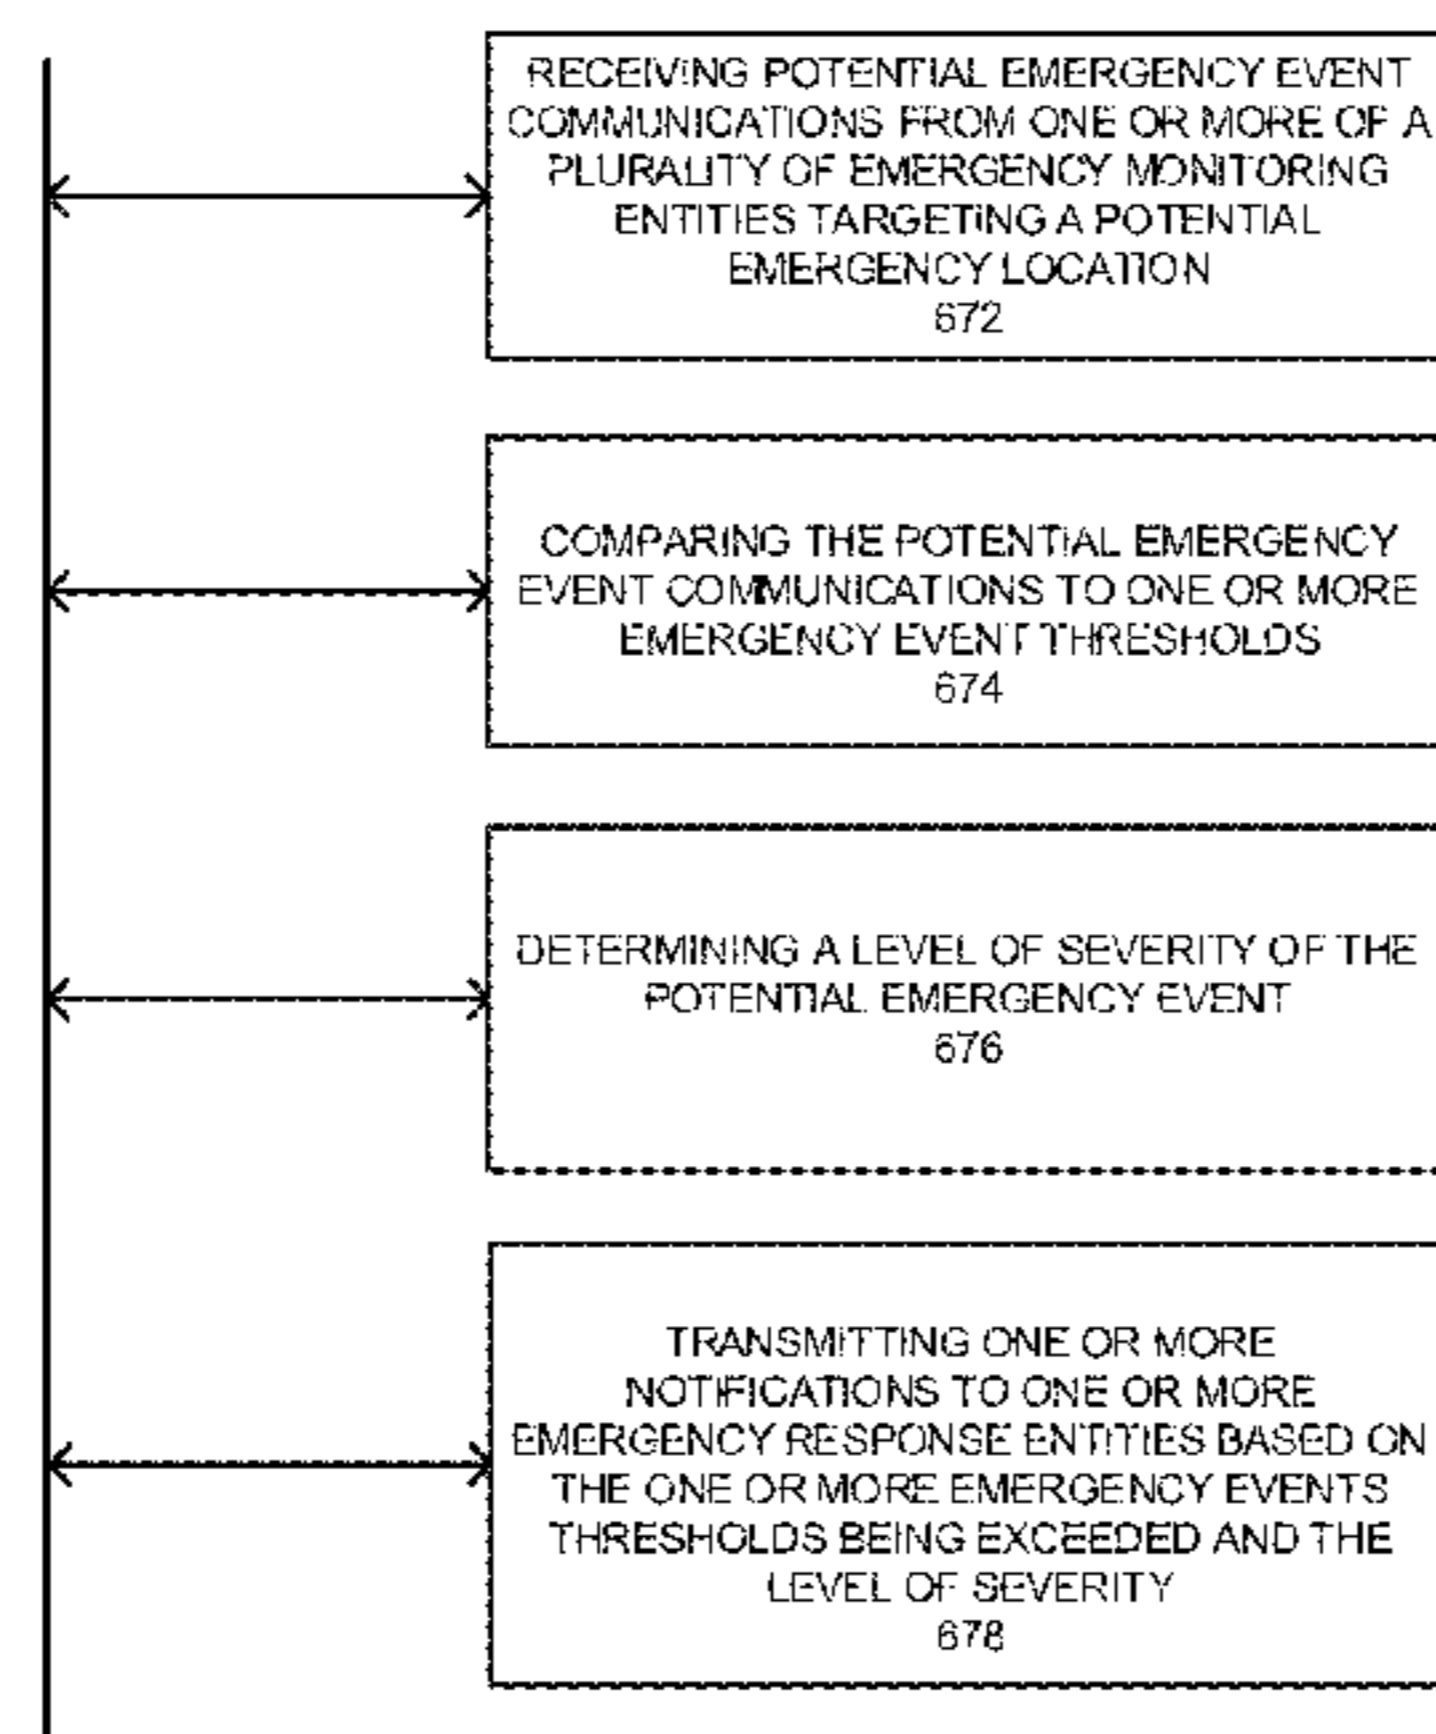 RECEIVING POTENTIAL EMERGENCY EVENT
COMMUNICATIONS FROM ONE OR MORE OF A
PLURALITY OF EMERGENCY MONITORING
ENTITIES TARGETING A POTENTIAL
EMERGENCY LOCATION
672
COMPARING THE POTENTIAL EMERGENCY
EVENT COMMUNICATIONS TO ONE OR MORE
EMERGENCY EVENT THRESHOLDS
674
DETERMINING A LEVEL OF SEVERITY OF THE
POTENTIAL EMERGENCY EVENT
676
TRANSMITTING ONE OR MORE
NOTIFICATIONS TO ONE OR MORE
EMERGENCY RESPONSE ENTITIES BASED ON
THE ONE OR MORE EMERGENCY EVENTS
THRESHOLDS BEING EXCEEDED AND THE
LEVEL OF SEVERITY
678